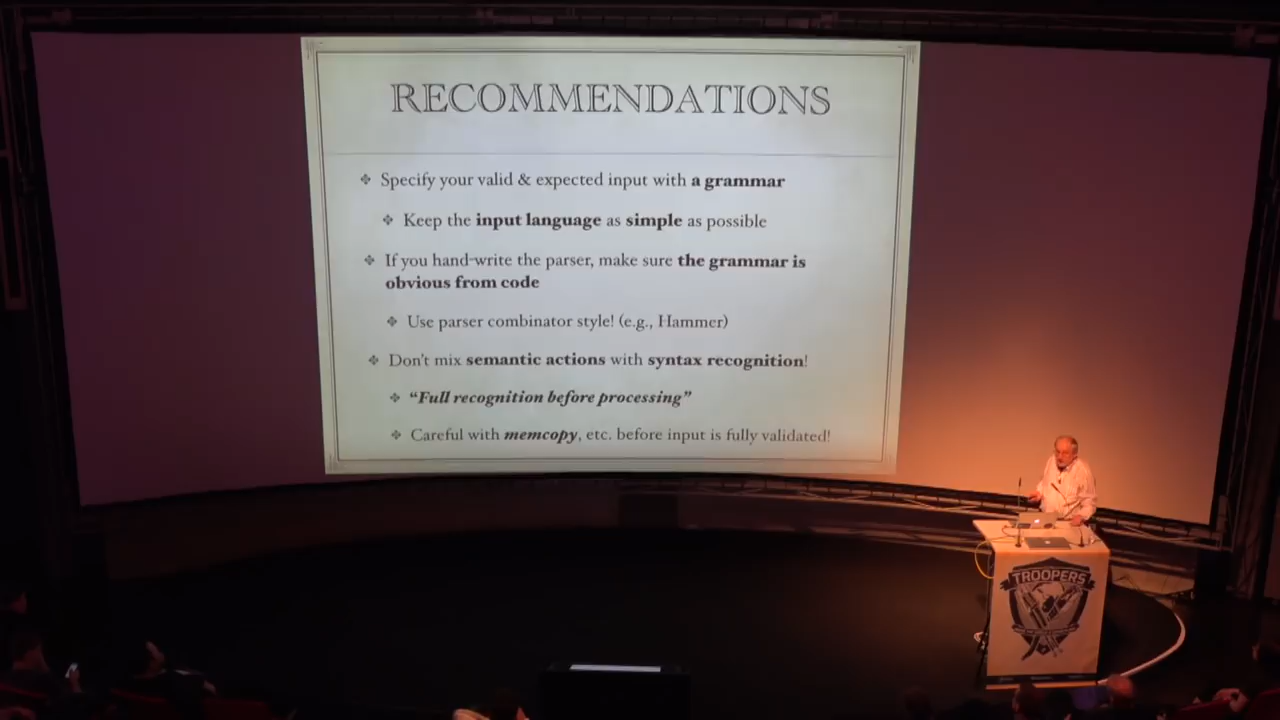 RECOMMENDATIONS
❖ Specify your valid & expected input with a grammar
❖ Keep the input language as simple as possible
❖ If you hand-write the parser, make sure the grammar is
obvious from code
❖ Use parser combinator style! (e.g., Hammer)
❖ Don't mix semantic actions with syntax recognition!
❖ “Full recognition before processing”
❖ Careful with memcopy, etc. before input is fully validated!
TROOPERS